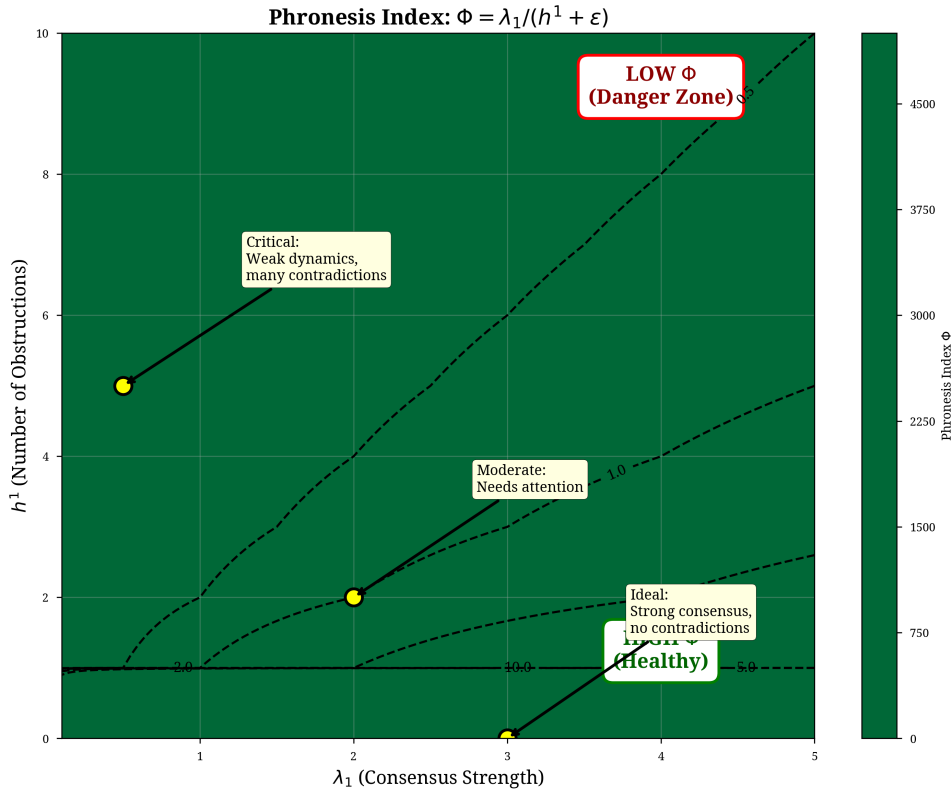 Phronesis Index: Φ = λ₁/(h¹ + ε)
10
8
6
4
2
0
h¹ (Number of Obstructions)
LOW Φ
(Danger Zone)
0.5
Critical:
Weak dynamics,
many contradictions
Moderate:
Needs attention
1.0
Ideal:
Strong consensus,
no contradictions
HIGH Φ
(Healthy)
2.0
10.0
5.0
1
2
3
4
5
λ₁ (Consensus Strength)
4500
3750
3000
2250
1500
750
0
Phronesis Index Φ